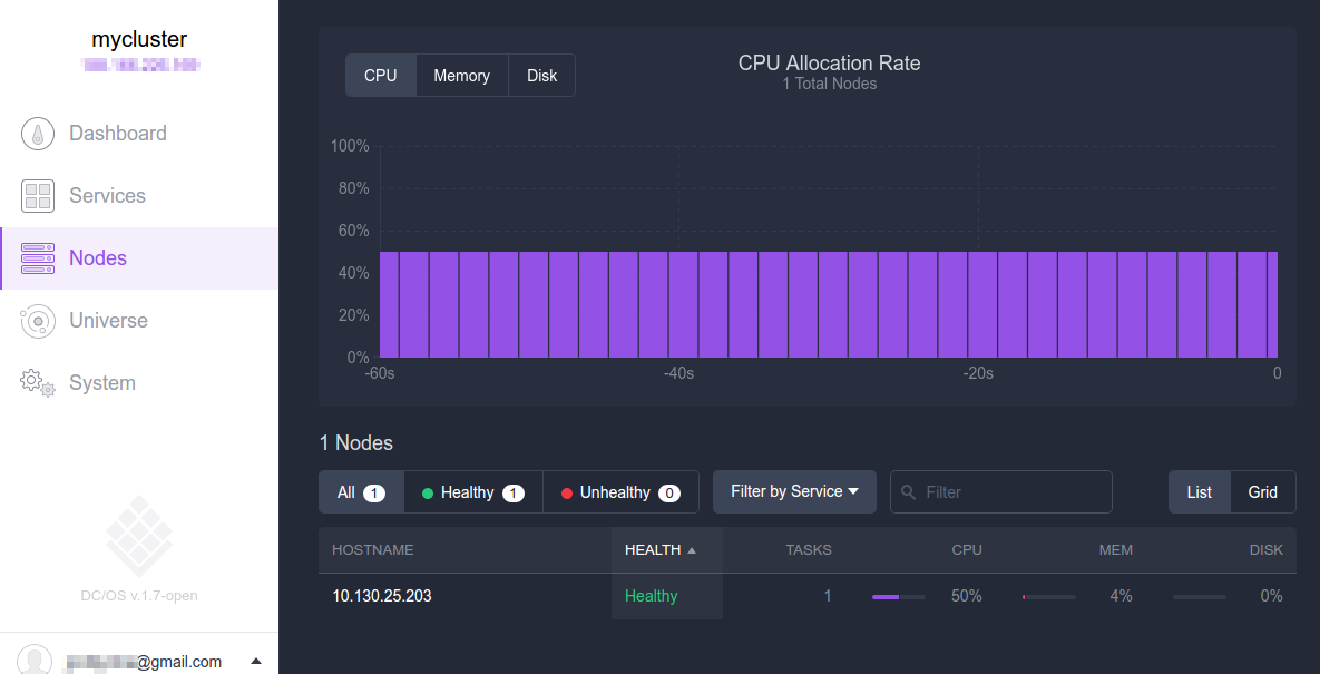 mycluster
Dashboard
Services
Nodes
Universe
System
DC/OS v.1.7-open
@gmail.com
CPU Memory Disk
CPU Allocation Rate
1 Total Nodes
100%
80%
60%
40%
20%
0%
-60s -40s -20s 0
1 Nodes
All 1 Healthy 1 Unhealthy 0 Filter by Service Filter List Grid
HOSTNAME HEALTH TASKS CPU MEM DISK
10.130.25.203 Healthy 1 50% 4% 0%